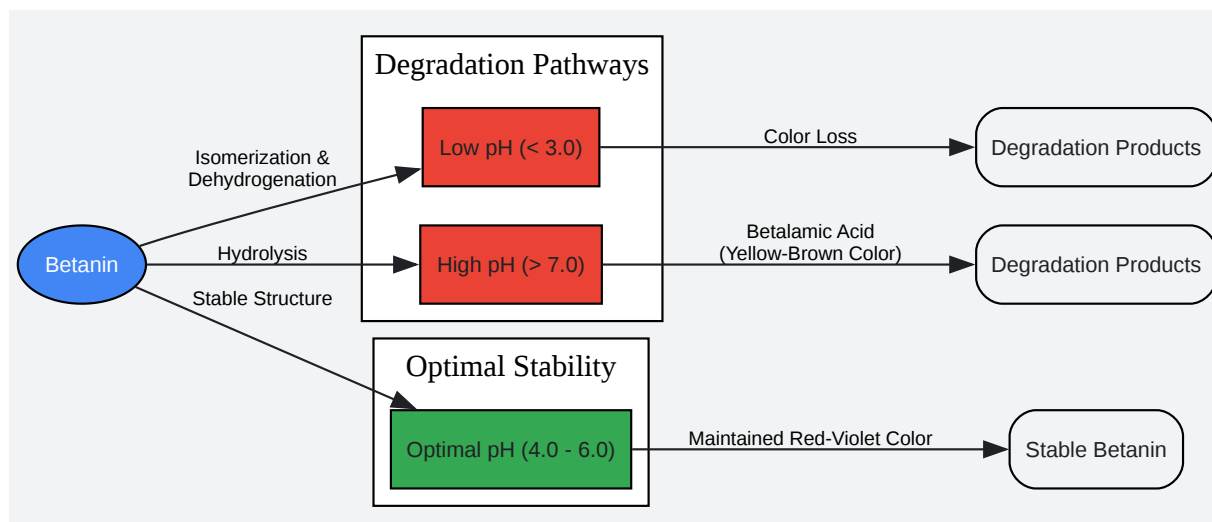 Degradation Pathways
Isomerization &
Dehydrogenation
Low pH (< 3.0)
Color Loss
Degradation Products
Betanin
Hydrolysis
High pH (> 7.0)
Betalamic Acid
(Yellow-Brown Color)
Degradation Products
Stable Structure
Optimal Stability
Optimal pH (4.0 - 6.0)
Maintained Red-Violet Color
Stable Betanin